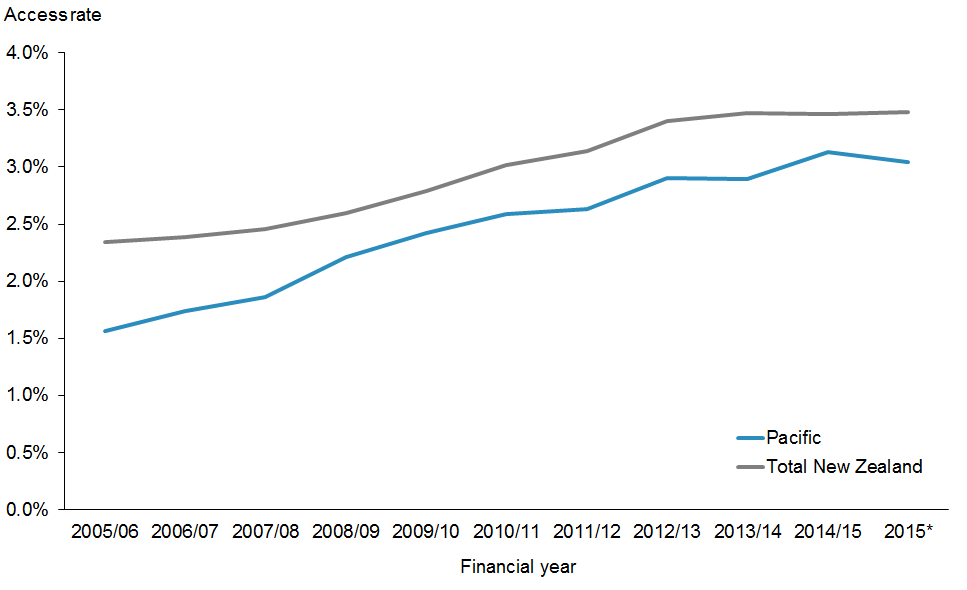 Access rate
4.0%
3.5%
3.0%
2.5%
2.0%
1.5%
1.0%
0.5%
0.0%
Pacific
Total New Zealand
2005/06 2006/07 2007/08 2008/09 2009/10 2010/11 2011/12 2012/13 2013/14 2014/15 2015*
Financial year